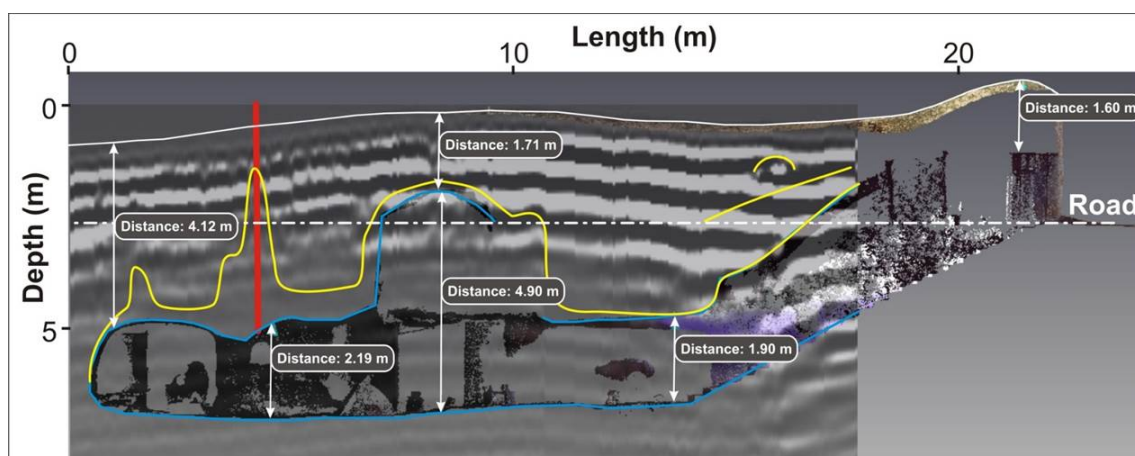 Length (m)
0
10
20
Depth (m)
0
5
Distance: 1.60 m
Distance: 1.71 m
Distance: 4.12 m
Road
Distance: 4.90 m
Distance: 2.19 m
Distance: 1.90 m